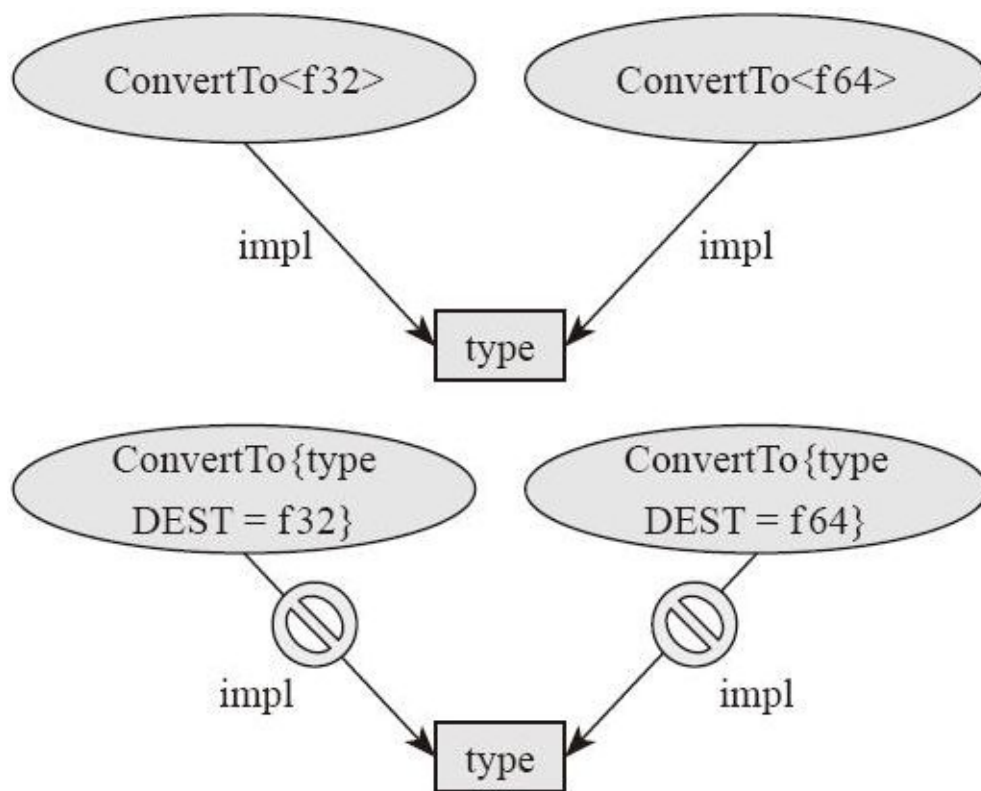 ConvertTo<f32>
ConvertTo<f64>
impl
impl
type
ConvertTo{type
DEST = f32}
ConvertTo{type
DEST = f64}
impl
impl
type